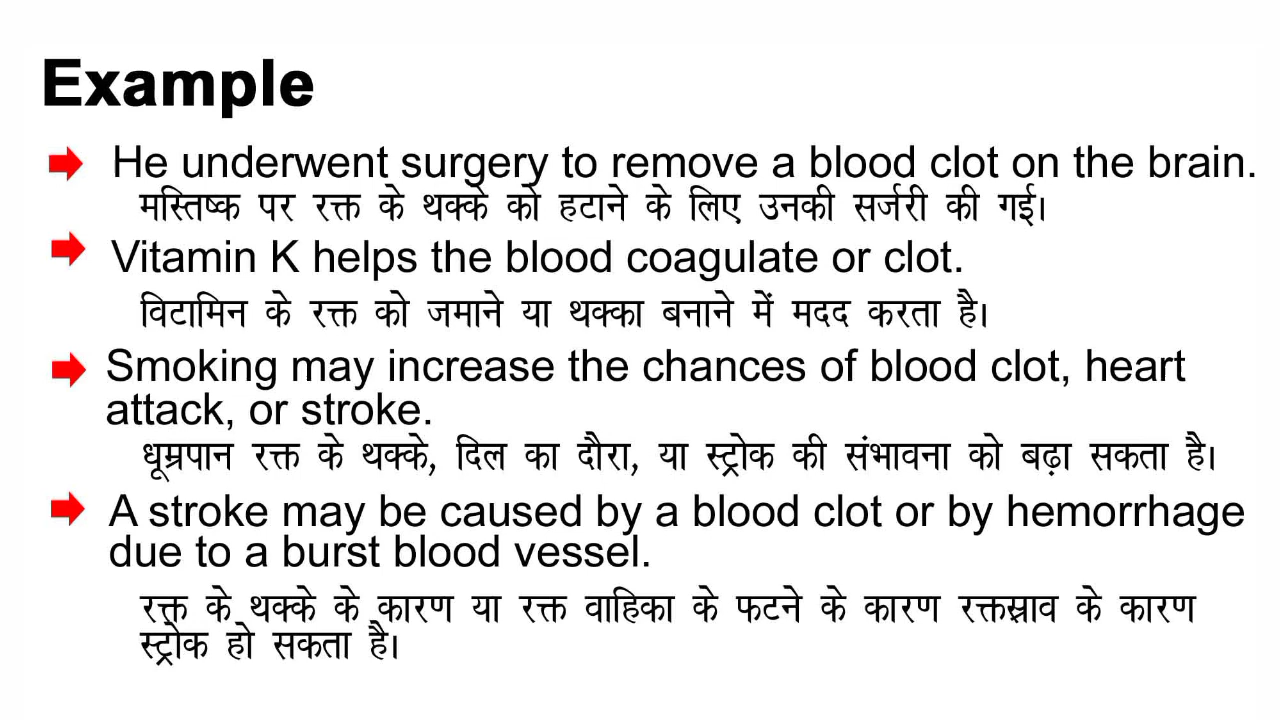 Example
He underwent surgery to remove a blood clot on the brain.
मस्तिष्क पर रक्त के थक्के को हटाने के लिए उनकी सर्जरी की गई।
Vitamin K helps the blood coagulate or clot.
विटामिन के रक्त को जमाने या थक्का बनाने में मदद करता है।
Smoking may increase the chances of blood clot, heart
attack, or stroke.
धूम्रपान रक्त के थक्के, दिल का दौरा, या स्ट्रोक की संभावना को बढ़ा सकता है।
A stroke may be caused by a blood clot or by hemorrhage
due to a burst blood vessel.
रक्त के थक्के के कारण या रक्त वाहिका के फटने के कारण रक्तस्राव के कारण
स्ट्रोक हो सकता है।